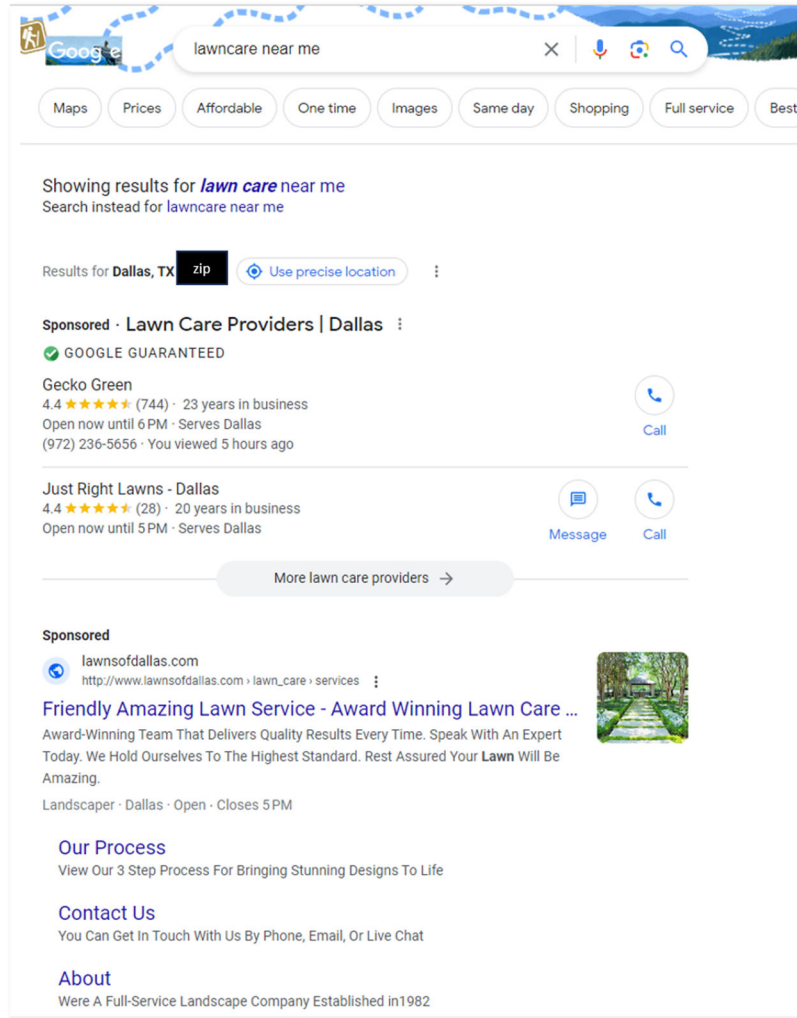 Google
lawncare near me
Maps
Prices
Affordable
One time
Images
Same day
Shopping
Full service
Best
Showing results for lawn care near me
Search instead for lawncare near me
Results for Dallas, TX zip Use precise location
Sponsored · Lawn Care Providers | Dallas
GOOGLE GUARANTEED
Gecko Green
4.4 (744) · 23 years in business
Open now until 6 PM · Serves Dallas
(972) 236-5656 · You viewed 5 hours ago
Call
Just Right Lawns - Dallas
4.4 (28) · 20 years in business
Open now until 5 PM · Serves Dallas
Message
Call
More lawn care providers →
Sponsored
lawnsofdallas.com
http://www.lawnsofdallas.com › lawn_care › services
Friendly Amazing Lawn Service - Award Winning Lawn Care ...
Award-Winning Team That Delivers Quality Results Every Time. Speak With An Expert
Today. We Hold Ourselves To The Highest Standard. Rest Assured Your Lawn Will Be
Amazing.
Landscaper · Dallas · Open · Closes 5 PM
Our Process
View Our 3 Step Process For Bringing Stunning Designs To Life
Contact Us
You Can Get In Touch With Us By Phone, Email, Or Live Chat
About
Were A Full-Service Landscape Company Established in1982